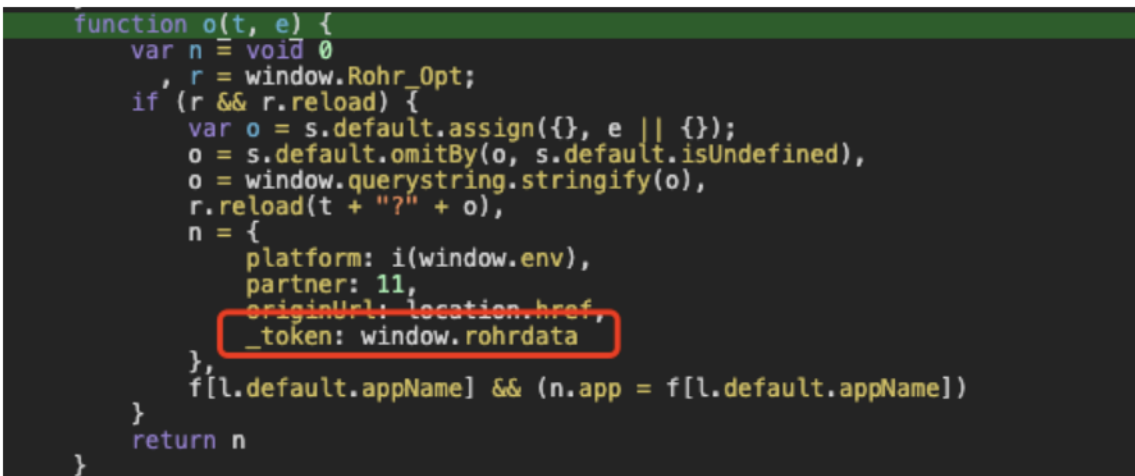 function o(t, e) {
var n = void 0
, r = window.Rohr_Opt;
if (r && r.reload) {
var o = s.default.assign({}, e || {});
o = s.default.omitBy(o, s.default.isUndefined),
o = window.querystring.stringify(o),
r.reload(t + "?" + o),
n = {
platform: i(window.env),
partner: 11,
originUrl: location.href,
_token: window.rohrdata
},
f[l.default.appName] && (n.app = f[l.default.appName])
}
return n
}